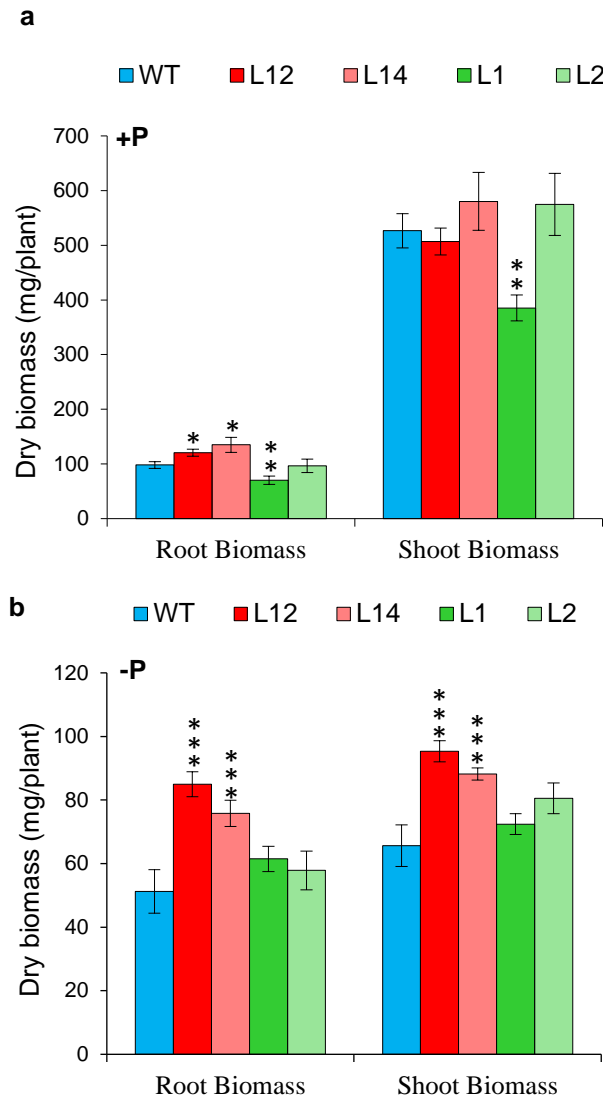 a
WT L12 L14 L1 L2
+P
700
600
500
400
300
200
100
0
Dry biomass (mg/plant)
* * ** **
Root Biomass Shoot Biomass
b
WT L12 L14 L1 L2
-P
120
100
80
60
40
20
0
Dry biomass (mg/plant)
*** *** *** ***
Root Biomass Shoot Biomass